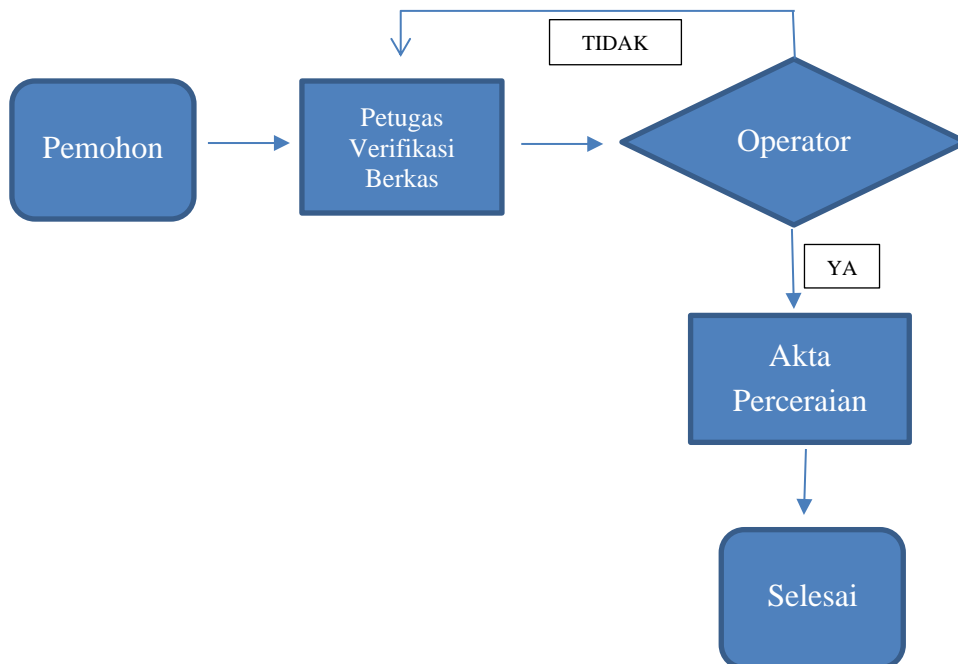 TIDAK
Pemohon
Petugas
Verifikasi
Berkas
Operator
YA
Akta
Perceraian
Selesai